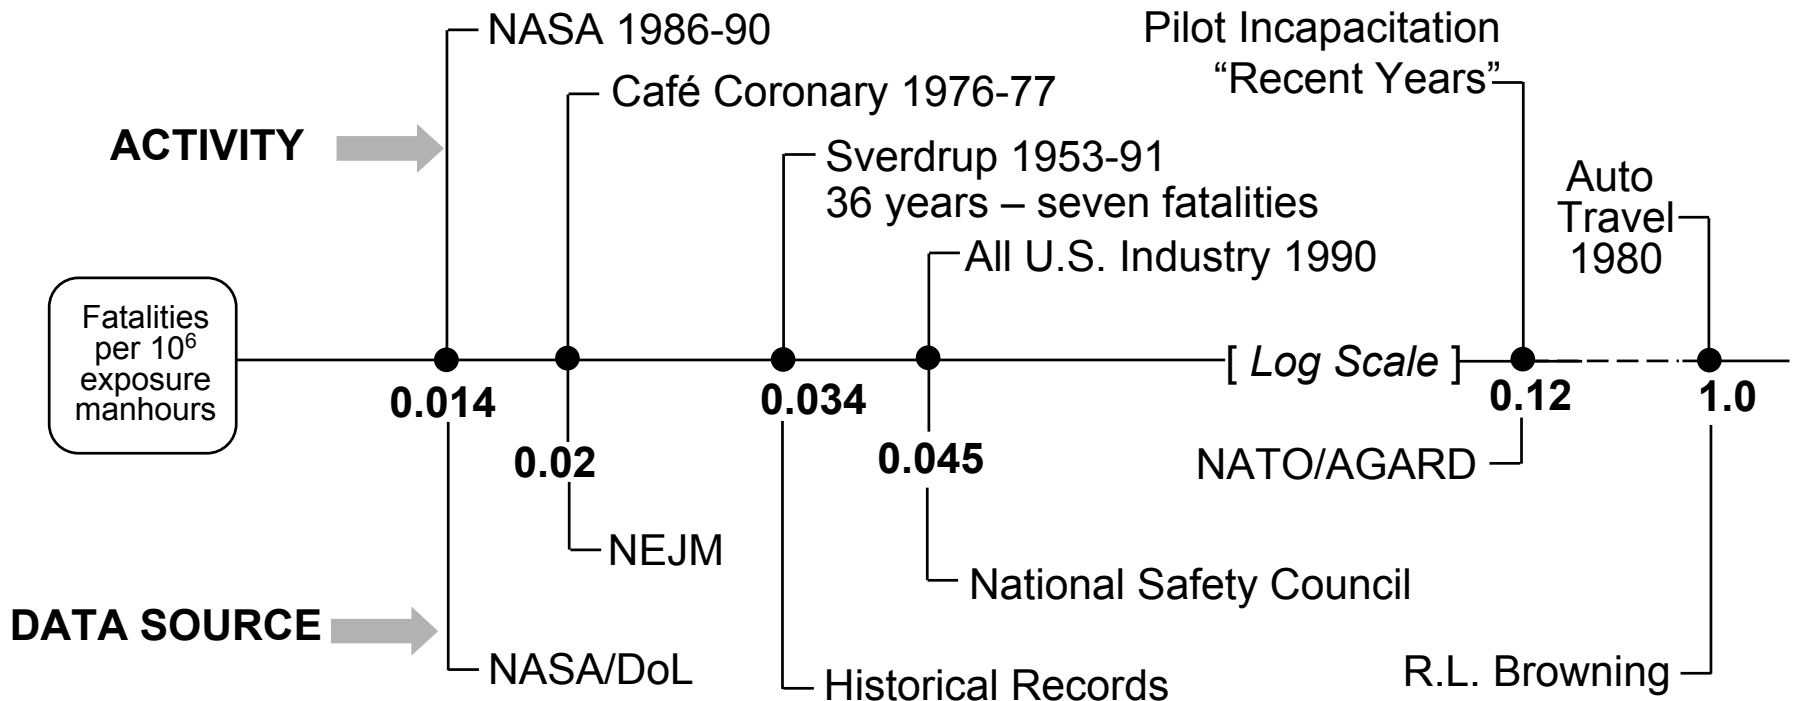 NASA 1986-90
Pilot Incapacitation
“Recent Years”
Café Coronary 1976-77
ACTIVITY
Sverdrup 1953-91
36 years – seven fatalities
Auto
Travel
1980
All U.S. Industry 1990
Fatalities
per 10⁶
exposure
manhours
[ Log Scale ]
0.014
0.02
0.034
0.045
0.12
1.0
NATO/AGARD
NEJM
National Safety Council
DATA SOURCE
NASA/DoL
Historical Records
R.L. Browning